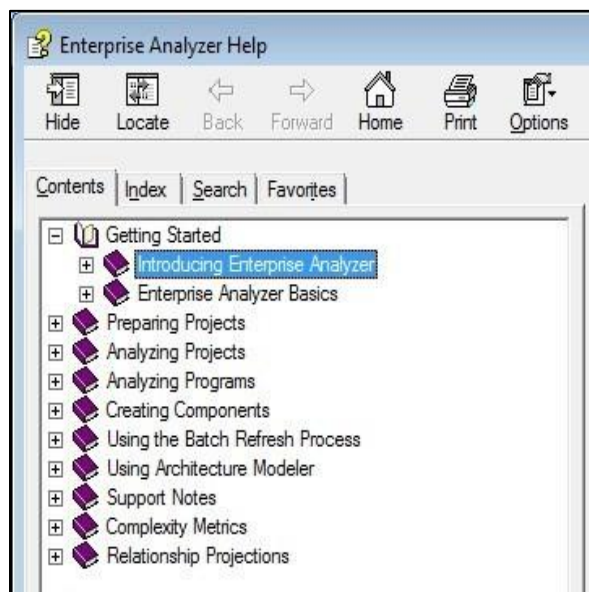 Enterprise Analyzer Help
Hide Locate Back Forward Home Print Options
Contents Index Search Favorites
Getting Started
Introducing Enterprise Analyzer
Enterprise Analyzer Basics
Preparing Projects
Analyzing Projects
Analyzing Programs
Creating Components
Using the Batch Refresh Process
Using Architecture Modeler
Support Notes
Complexity Metrics
Relationship Projections